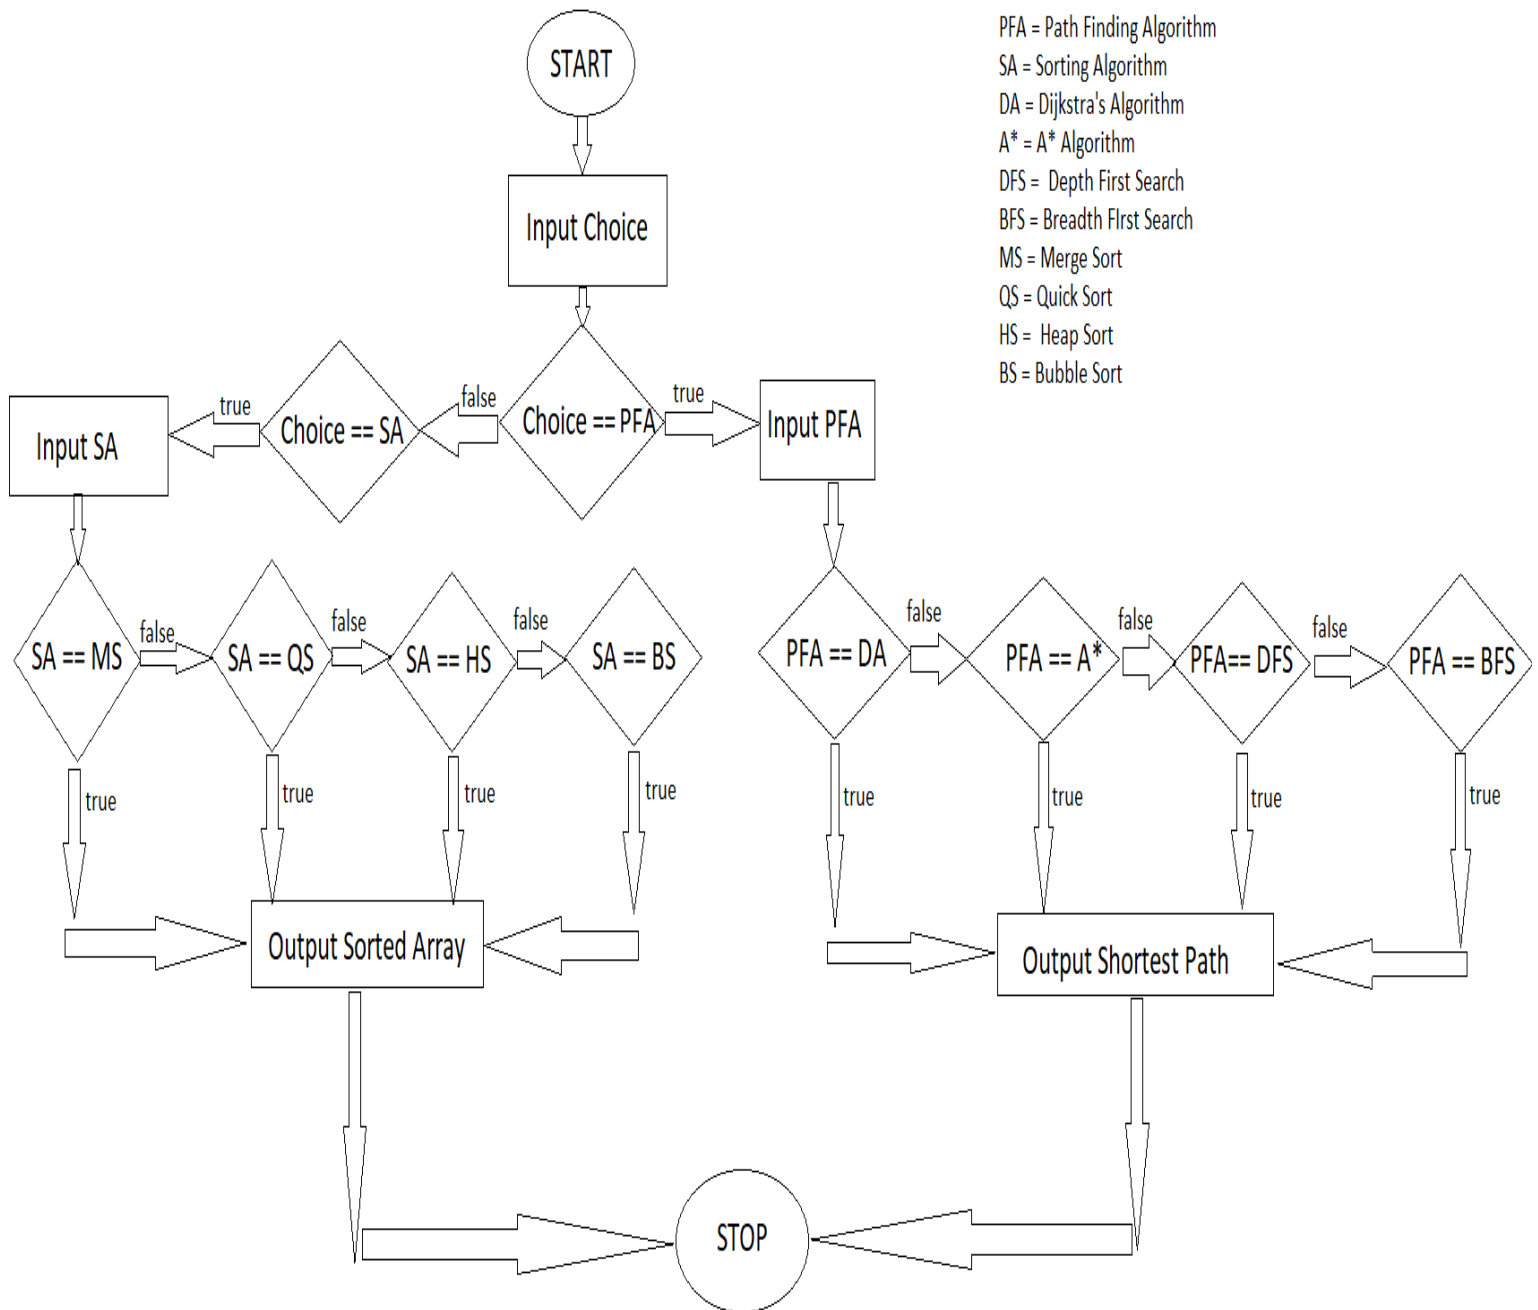 START
PFA = Path Finding Algorithm
SA = Sorting Algorithm
DA = Dijkstra's Algorithm
A* = A* Algorithm
DFS =  Depth First Search
BFS = Breadth FIrst Search
MS = Merge Sort
QS = Quick Sort
HS =  Heap Sort
BS = Bubble Sort
Input Choice
Choice == PFA
false
true
Choice == SA
true
Input SA
Input PFA
SA == MS
false
SA == QS
false
SA == HS
false
SA == BS
true
true
true
true
Output Sorted Array
PFA == DA
false
PFA == A*
false
PFA== DFS
false
PFA == BFS
true
true
true
true
Output Shortest Path
STOP